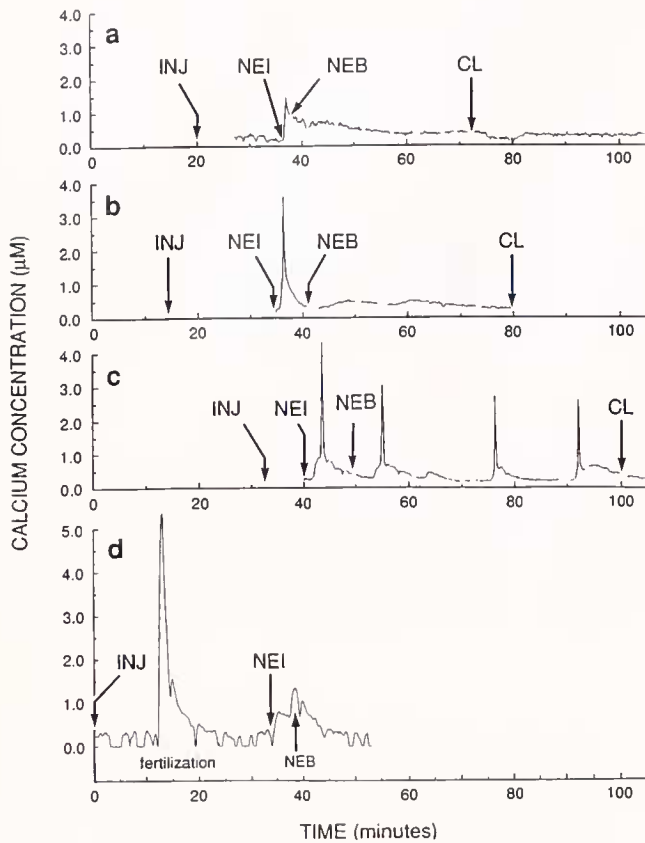 CALCIUM CONCENTRATION (μM)
a
4.0
3.0
2.0
1.0
0.0
INJ
NEI
NEB
CL
0 20 40 60 80 100
b
4.0
3.0
2.0
1.0
0.0
INJ
NEI
NEB
CL
0 20 40 60 80 100
c
4.0
3.0
2.0
1.0
0.0
INJ
NEI
NEB
CL
0 20 40 60 80 100
d
5.0
4.0
3.0
2.0
1.0
0.0
INJ
NEI
fertilization
NEB
0 20 40 60 80 100
TIME (minutes)